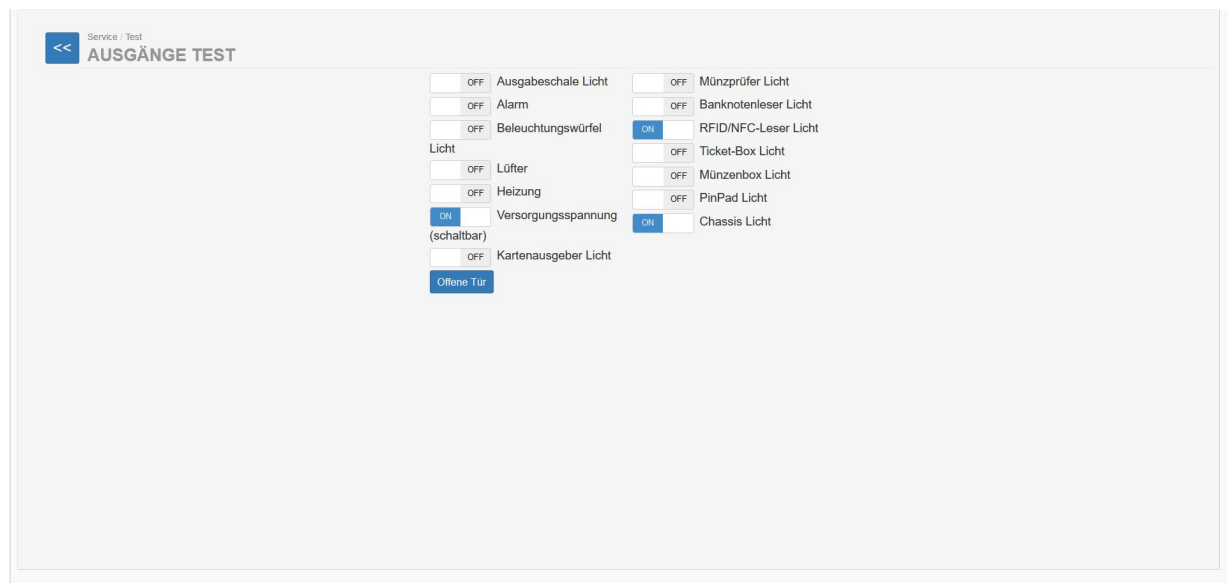 <<
Service / Test
AUSGÄNGE TEST
OFF Ausgabeschale Licht
OFF Alarm
OFF Beleuchtungswürfel
Licht
OFF Lüfter
OFF Heizung
ON Versorgungsspannung
(schaltbar)
OFF Kartenausgeber Licht
Offene Tür
OFF Münzprüfer Licht
OFF Banknotenleser Licht
ON RFID/NFC-Leser Licht
OFF Ticket-Box Licht
OFF Münzenbox Licht
OFF PinPad Licht
ON Chassis Licht